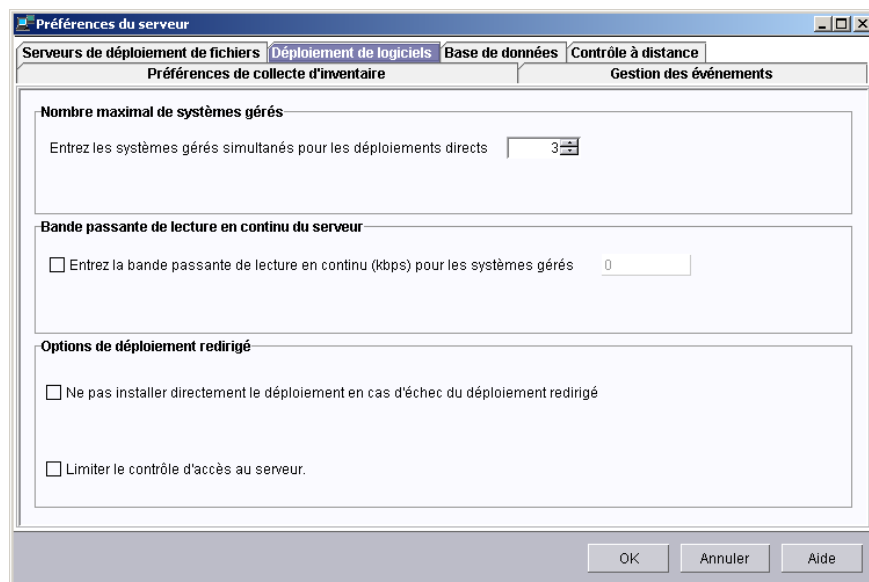 Préférences du serveur
Serveurs de déploiement de fichiers Déploiement de logiciels Base de données Contrôle à distance
Préférences de collecte d'inventaire Gestion des événements
Nombre maximal de systèmes gérés
Entrez les systèmes gérés simultanés pour les déploiements directs 3
Bande passante de lecture en continu du serveur
Entrez la bande passante de lecture en continu (kbps) pour les systèmes gérés 0
Options de déploiement redirigé
Ne pas installer directement le déploiement en cas d'échec du déploiement redirigé
Limiter le contrôle d'accès au serveur.
OK Annuler Aide